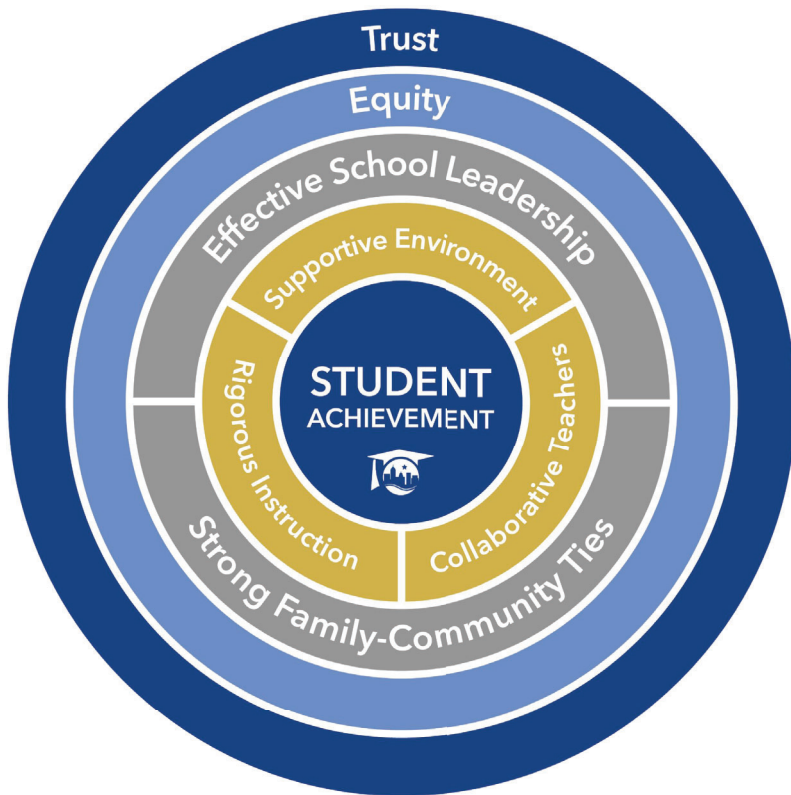 Trust
Equity
Effective School Leadership
Supportive Environment
STUDENT
ACHIEVEMENT
Rigorous Instruction
Collaborative Teachers
Strong Family-Community Ties